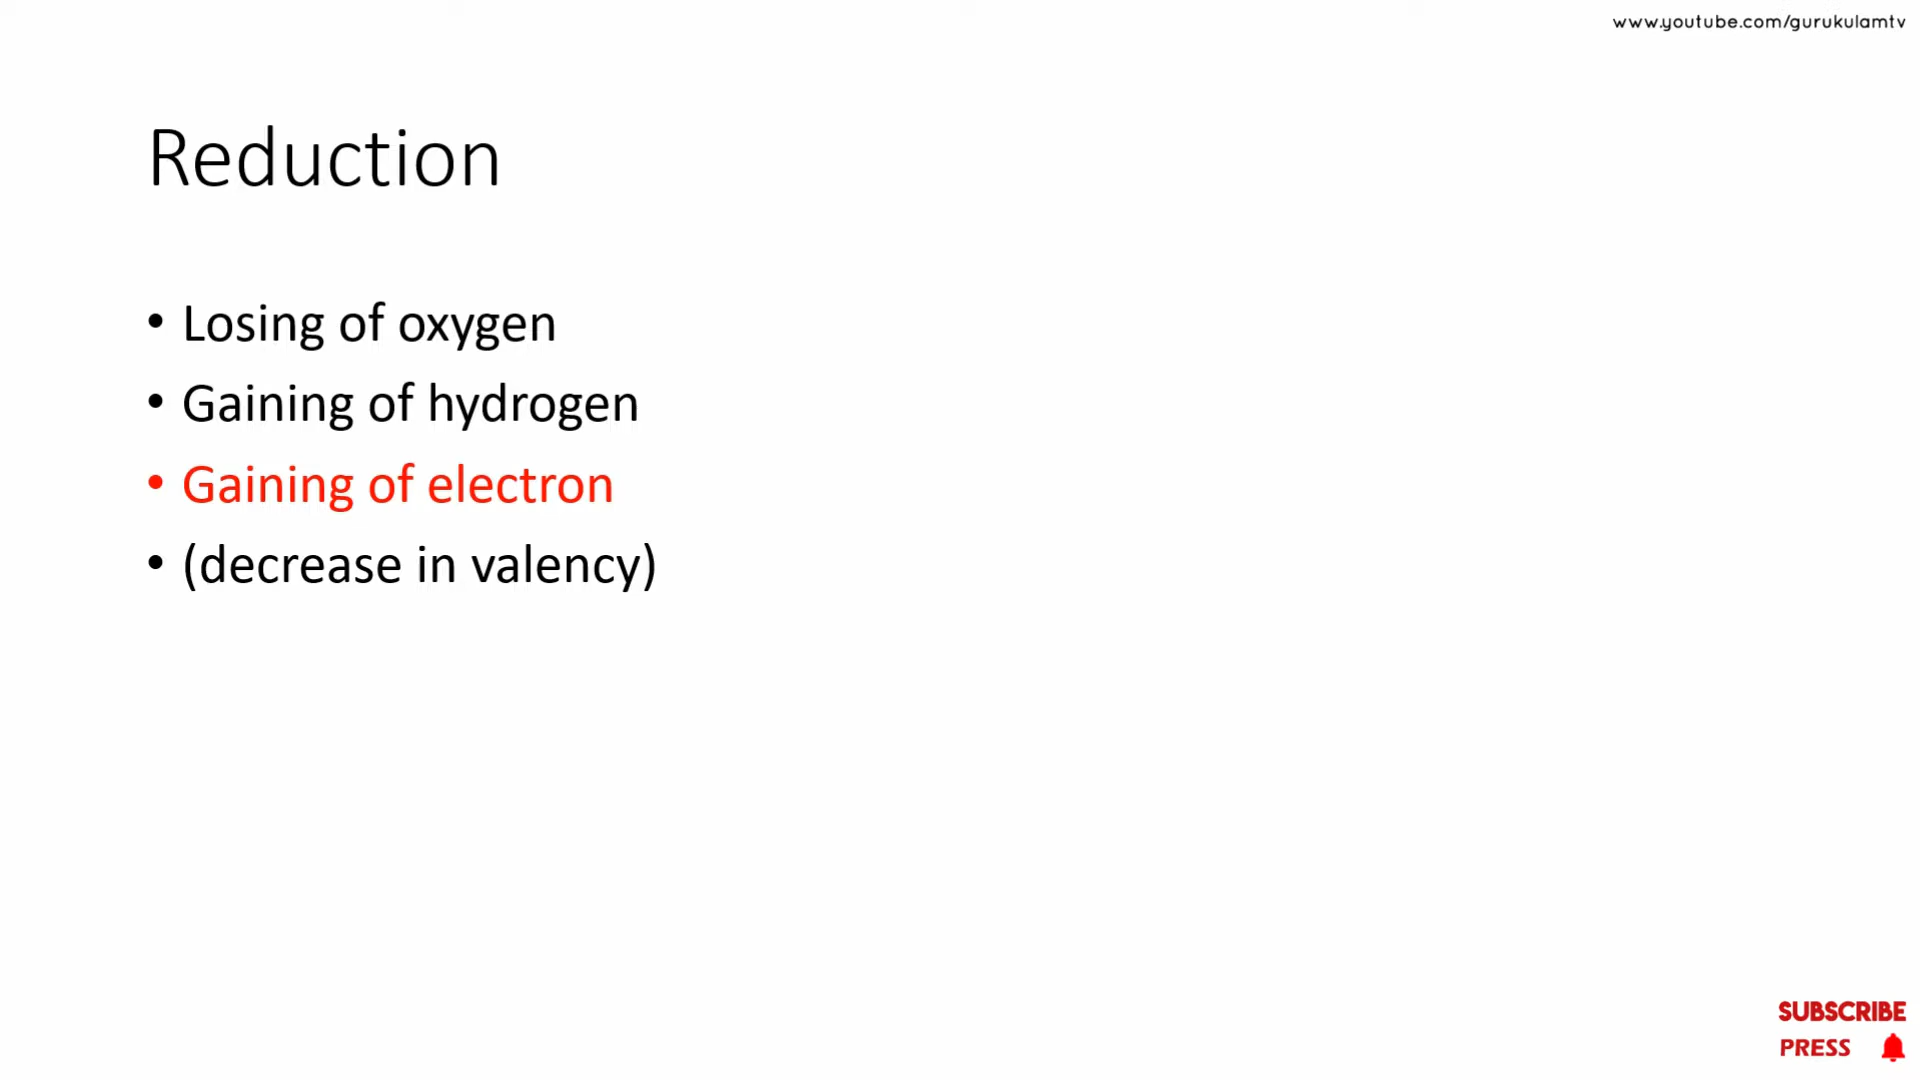 www.youtube.com/gurukulamtv
Reduction
• Losing of oxygen
• Gaining of hydrogen
• Gaining of electron
• (decrease in valency)
SUBSCRIBE
PRESS